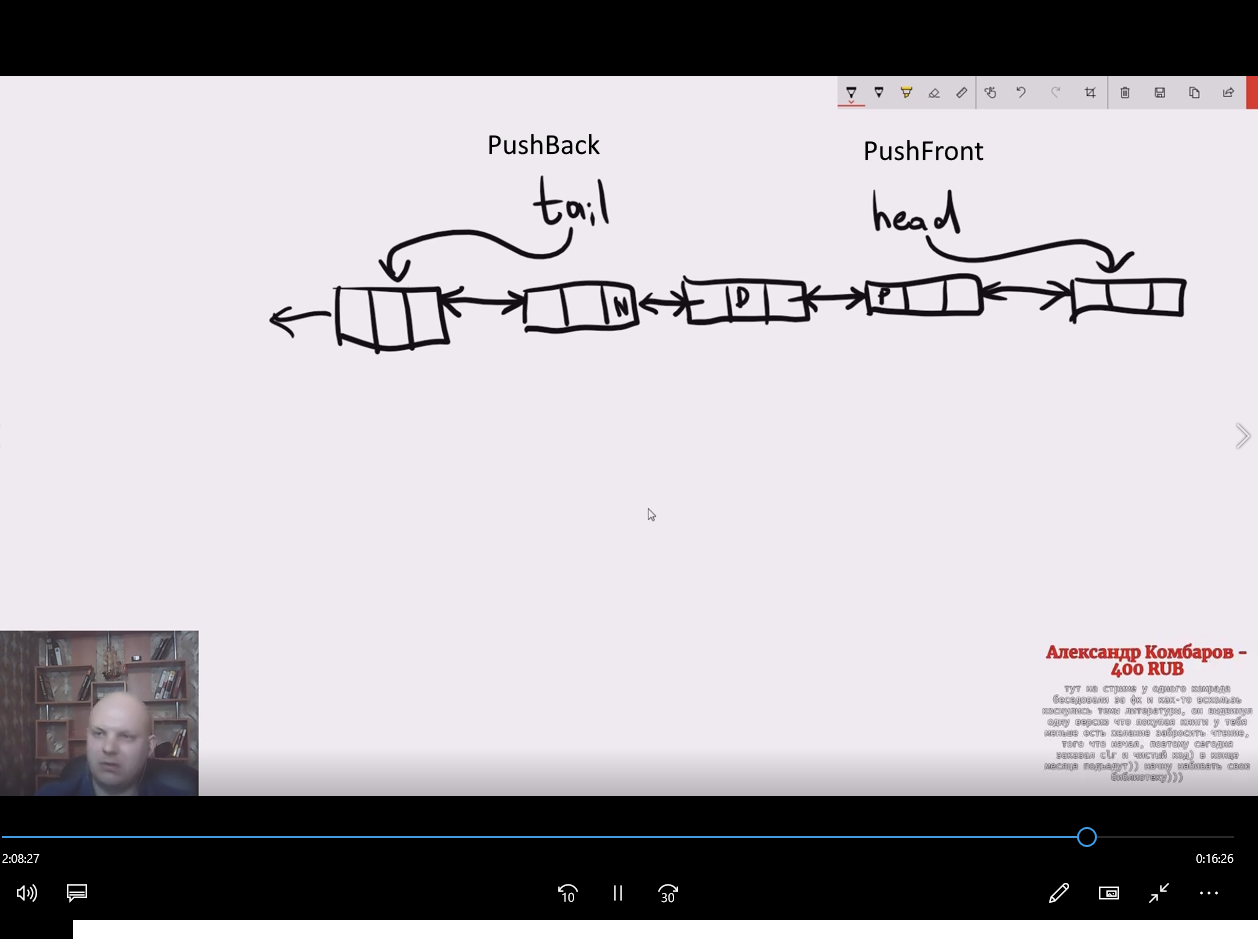 PushBack
PushFront
tail
head
N
D
P
Александр Комбаров -
400 RUB
тут на стриме у одного комрада
беседовали за фк и как-то вскользь
коснулись темы литературы, он выдвинул
одну версию что покупая книги у тебя
меньше есть желание забросить чтение,
того что начал, поэтому сегодня
заказал clr и чистый код) в конце
месяца подъедут)) начну набивать свою
библиотеку)))
2:08:27
0:16:26
10
30